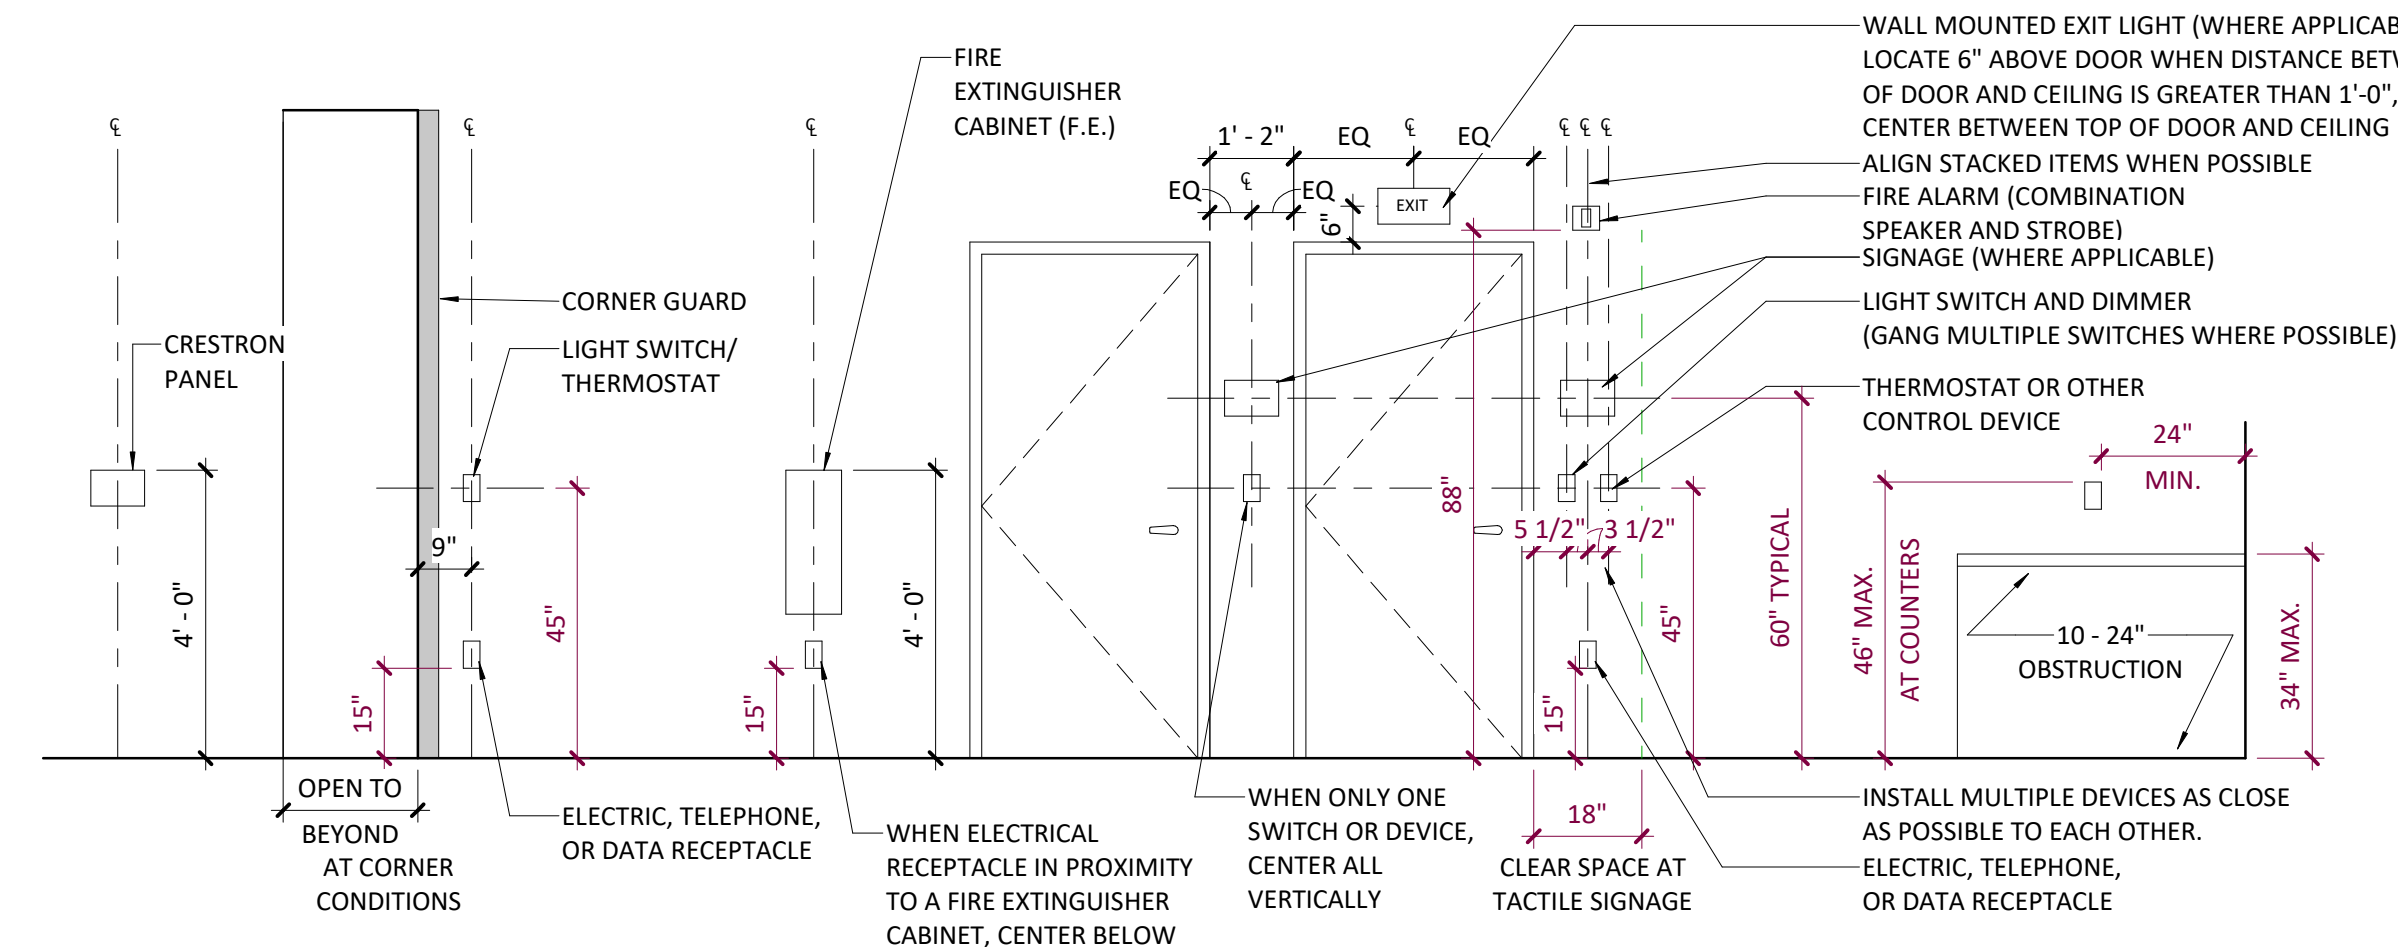 WALL MOUNTED EXIT LIGHT (WHERE
LOCATE 6" ABOVE DOOR WHEN DISTANCE
OF DOOR AND CEILING IS GREATER THAN 1'-0",
CENTER BETWEEN TOP OF DOOR AND CEILING
ALIGN STACKED ITEMS WHEN POSSIBLE
FIRE ALARM (COMBINATION
SPEAKER AND STROBE)
SIGNAGE (WHERE APPLICABLE)
LIGHT SWITCH AND DIMMER
(GANG MULTIPLE SWITCHES WHERE POSSIBLE)
THERMOSTAT OR OTHER
CONTROL DEVICE
FIRE
EXTINGUISHER
CABINET (F.E.)
℄
℄
℄
1' - 2"
EQ
℄
EQ
℄ ℄ ℄
EQ
℄
EQ
EXIT
6"
CORNER GUARD
LIGHT SWITCH/
THERMOSTAT
CRESTRON
PANEL
9"
4' - 0"
15"
45"
15"
4' - 0"
88"
5 1/2"
3 1/2"
15"
45"
60" TYPICAL
46" MAX.
AT COUNTERS
24"
MIN.
10 - 24"
OBSTRUCTION
34" MAX.
OPEN TO
BEYOND
AT CORNER
CONDITIONS
ELECTRIC, TELEPHONE,
OR DATA RECEPTACLE
WHEN ELECTRICAL
RECEPTACLE IN PROXIMITY
TO A FIRE EXTINGUISHER
CABINET, CENTER BELOW
WHEN ONLY ONE
SWITCH OR DEVICE,
CENTER ALL
VERTICALLY
18"
CLEAR SPACE AT
TACTILE SIGNAGE
INSTALL MULTIPLE DEVICES AS CLOSE
AS POSSIBLE TO EACH OTHER.
ELECTRIC, TELEPHONE,
OR DATA RECEPTACLE